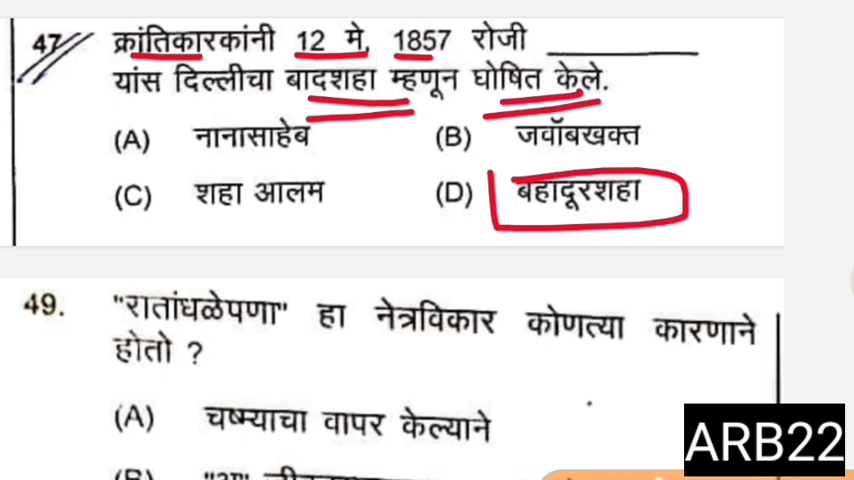 47 क्रांतिकारकांनी 12 मे, 1857 रोजी ________
यांस दिल्लीचा बादशहा म्हणून घोषित केले.
(A) नानासाहेब (B) जवॉबखक्त
(C) शहा आलम (D) बहादूरशहा
49. "रातांधळेपणा" हा नेत्रविकार कोणत्या कारणाने
होतो ?
(A) चष्म्याचा वापर केल्याने
ARB22